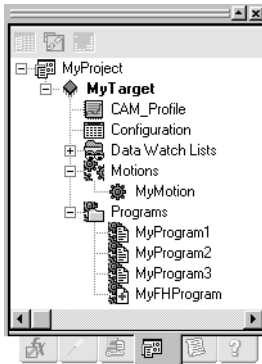 MyProject
MyTarget
CAM_Profile
Configuration
Data Watch Lists
Motions
MyMotion
Programs
MyProgram1
MyProgram2
MyProgram3
MyFHProgram